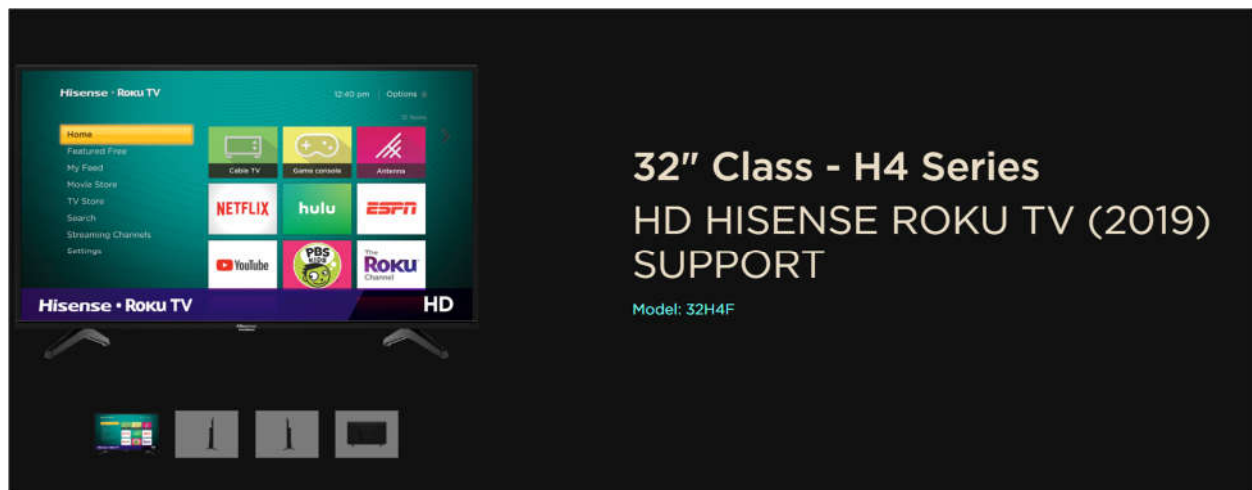 Hisense • Roku TV
12:40 pm | Options
Home
Featured Free
My Feed
Movie Store
TV Store
Search
Streaming Channels
Settings
Cable TV
Game console
Antenna
NETFLIX
hulu
ESPN
YouTube
PBS KIDS
The Roku Channel
Hisense • Roku TV
HD
Hisense
32" Class - H4 Series
HD HISENSE ROKU TV (2019)
SUPPORT
Model: 32H4F